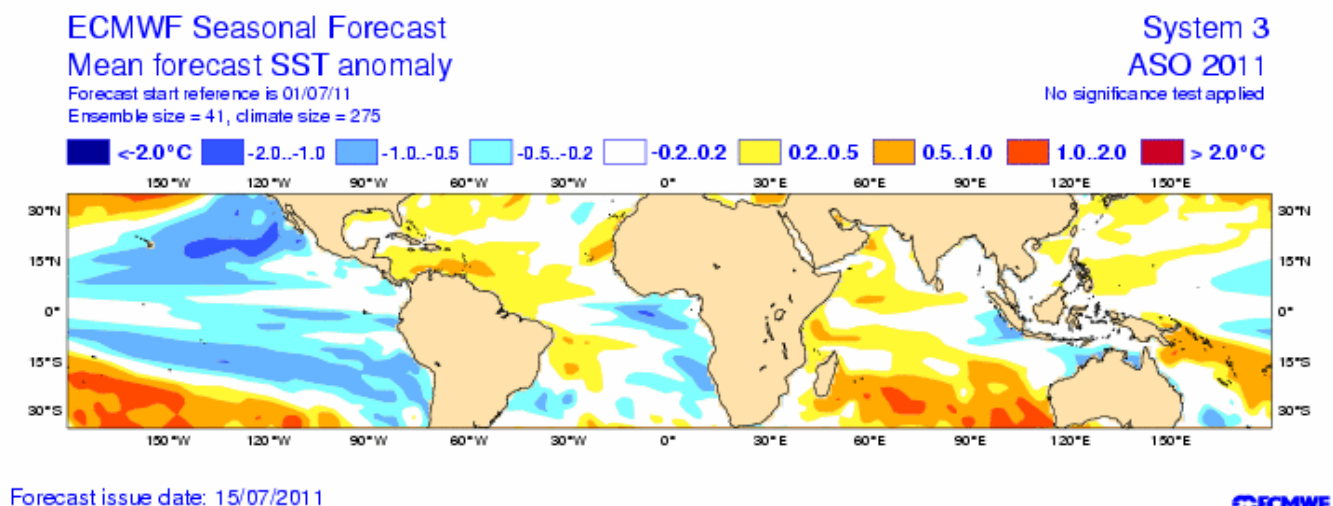 ECMWF Seasonal Forecast
System 3
Mean forecast SST anomaly
ASO 2011
Forecast start reference is 01/07/11
No significance test applied
Ensemble size = 41, climate size = 275
<-2.0°C -2.0..-1.0 -1.0..-0.5 -0.5..-0.2 -0.2..0.2 0.2..0.5 0.5..1.0 1.0..2.0 > 2.0°C
150°W 120°W 90°W 60°W 30°W 0° 30°E 60°E 90°E 120°E 150°E
30°N 30°N
15°N 15°N
0° 0°
15°S 15°S
30°S 30°S
150°W 120°W 90°W 60°W 30°W 0° 30°E 60°E 90°E 120°E 150°E
Forecast issue date: 15/07/2011
ECMWF